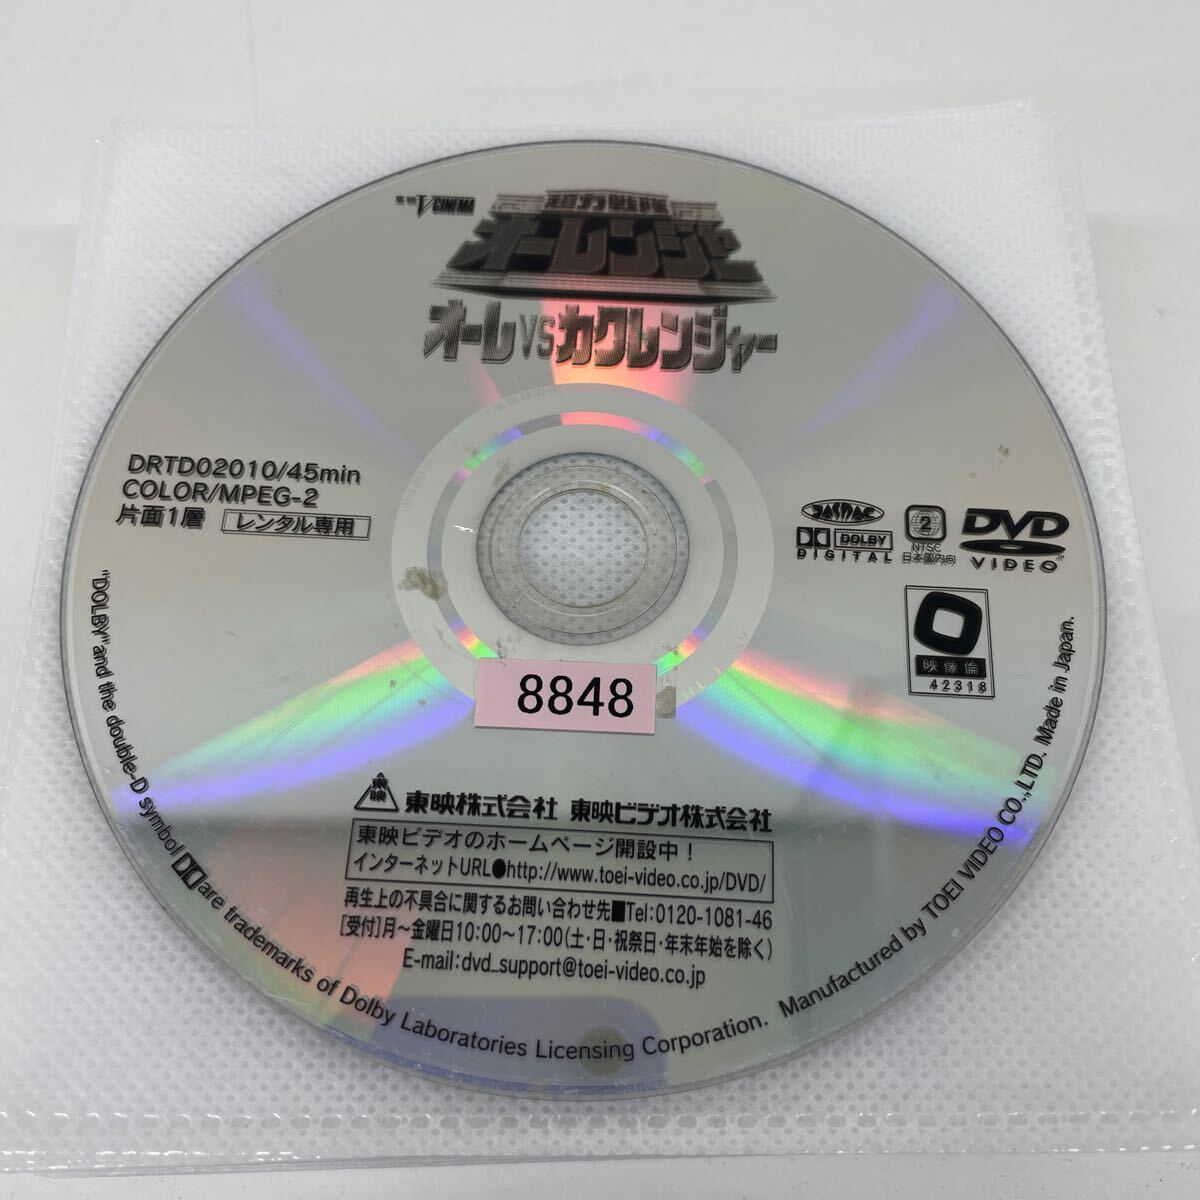 東映 V CINEMA
超力戦隊
オーレンジャー
オーレVSカクレンジャー
DRTD02010/45min
COLOR/MPEG-2
片面1層 レンタル専用
JASRAC
DOLBY
DIGITAL
2
NTSC
日本国内向
DVD
VIDEO
映像倫
42318
8848
東映
東映株式会社 東映ビデオ株式会社
東映ビデオのホームページ開設中!
インターネットURL●http://www.toei-video.co.jp/DVD/
再生上の不具合に関するお問い合わせ先■Tel:0120-1081-46
[受付]月～金曜日10:00～17:00(土・日・祝祭日・年末年始を除く)
E-mail:dvd_support@toei-video.co.jp
"DOLBY" and the double-D symbol are trademarks of Dolby Laboratories Licensing Corporation. Manufactured by TOEI VIDEO CO.,LTD. Made in Japan.